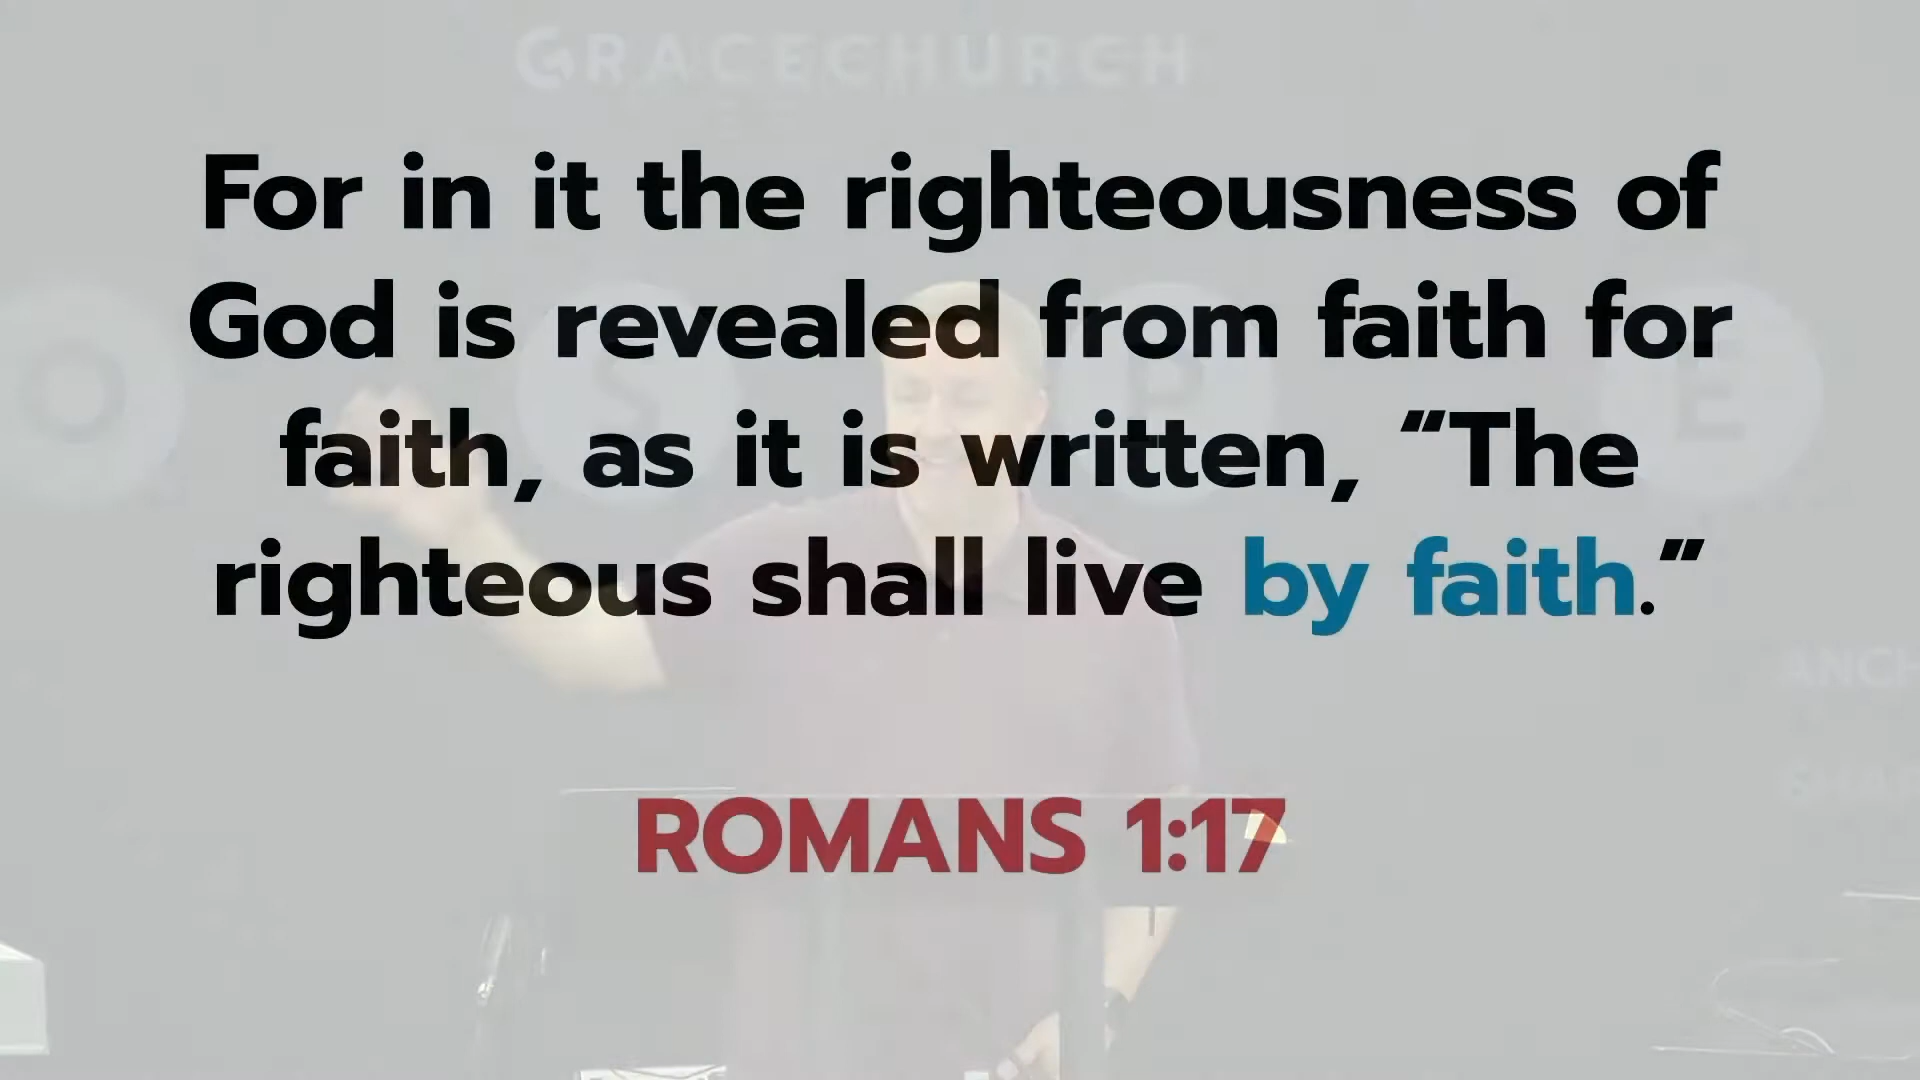 GRACECHURCH
For in it the righteousness of
God is revealed from faith for
faith, as it is written, “The
righteous shall live by faith.”
O S P E
ROMANS 1:17